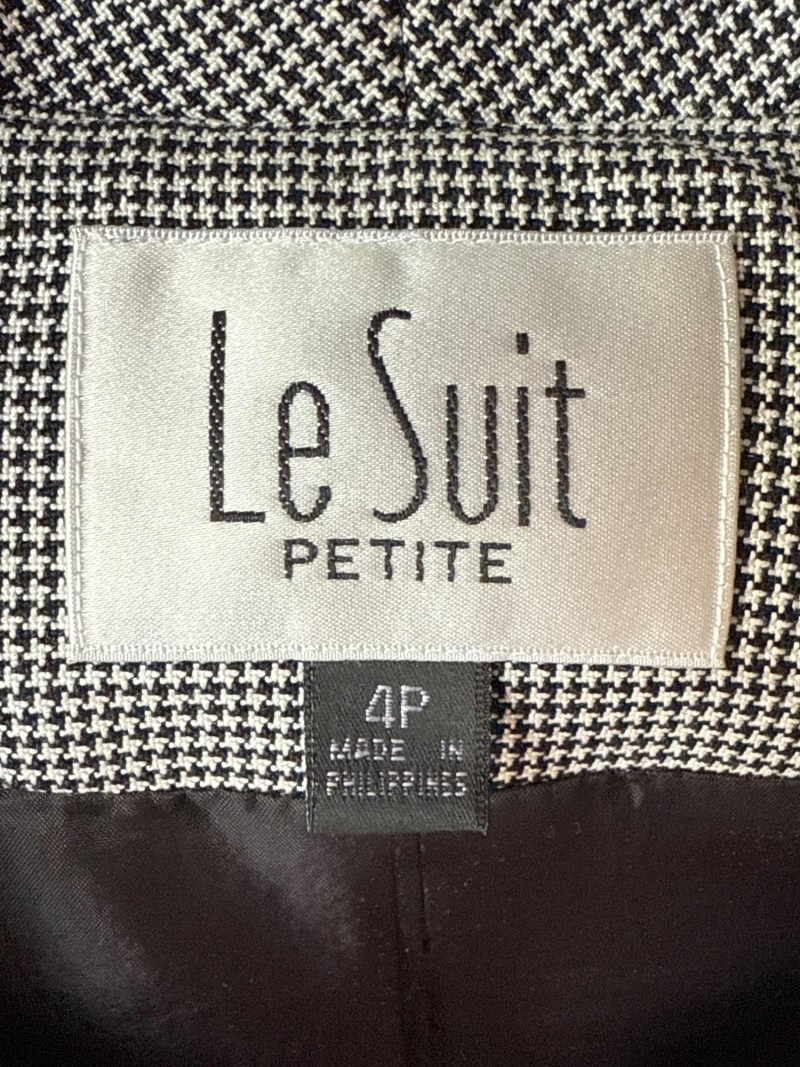 Le Suit
PETITE
4P
MADE IN
PHILIPPINES